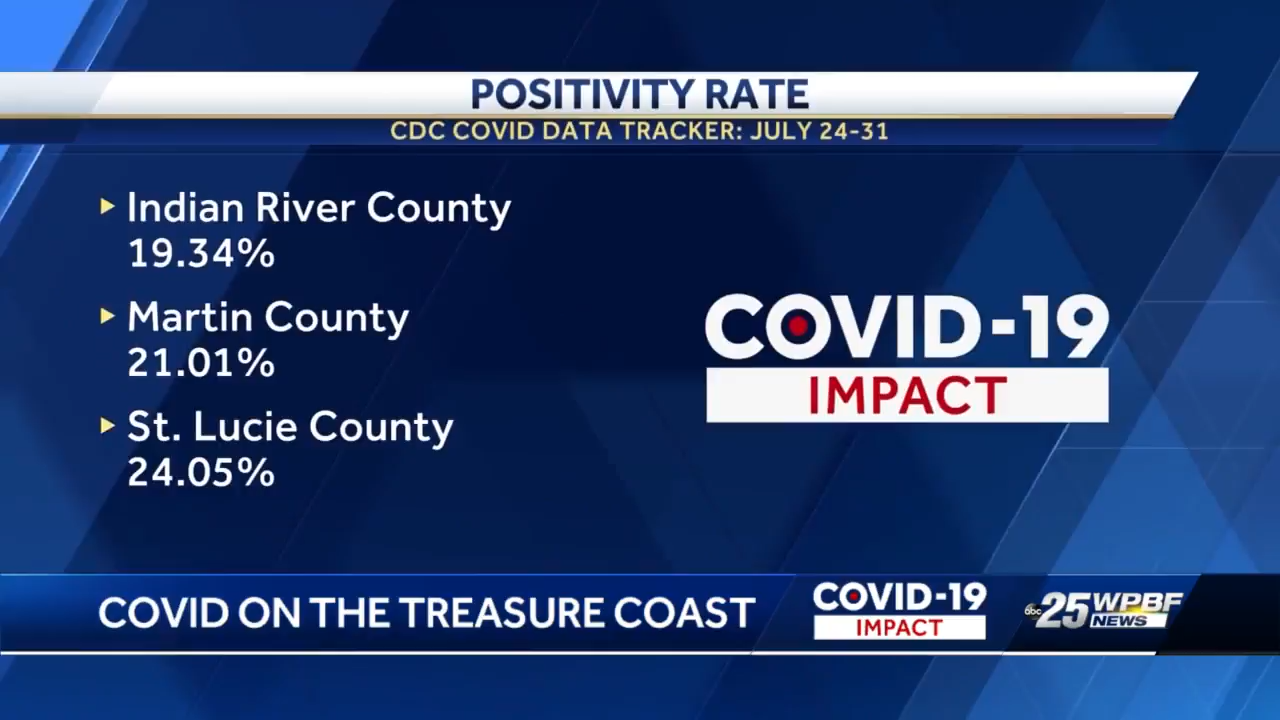 POSITIVITY RATE
CDC COVID DATA TRACKER: JULY 24-31
Indian River County
19.34%
Martin County
21.01%
St. Lucie County
24.05%
COVID-19
IMPACT
COVID ON THE TREASURE COAST
COVID-19
IMPACT
abc 25 WPBF
NEWS